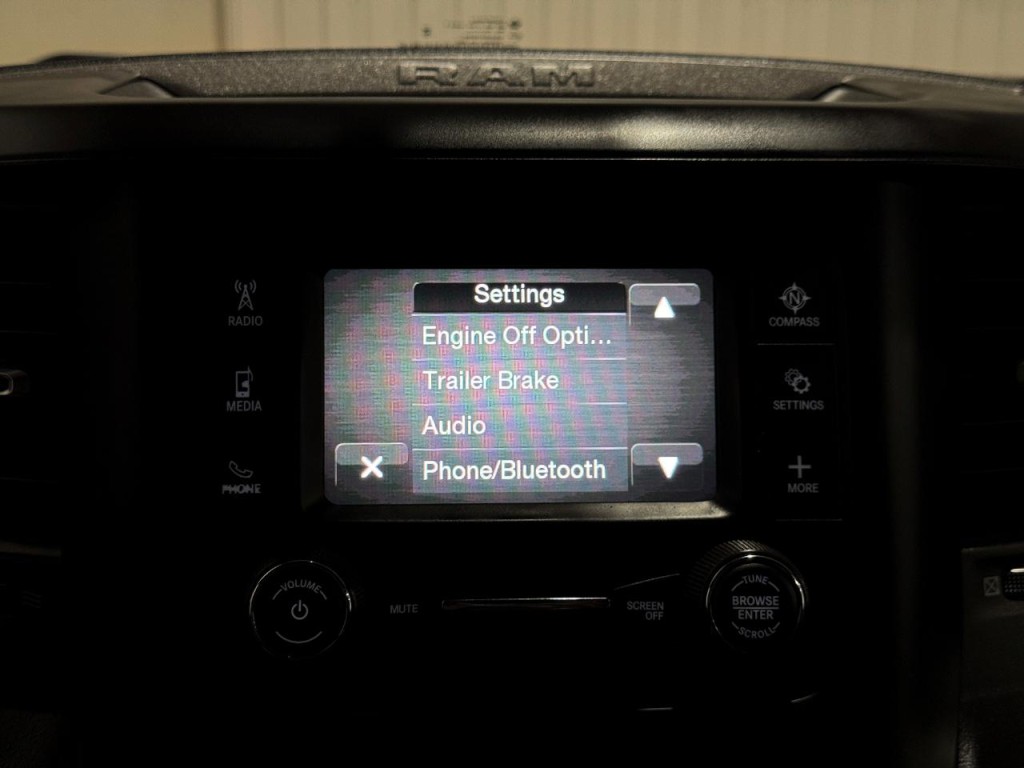 RAM
RADIO
MEDIA
PHONE
Settings
Engine Off Opti...
Trailer Brake
Audio
Phone/Bluetooth
N
COMPASS
SETTINGS
MORE
VOLUME
MUTE
SCREEN
OFF
TUNE
BROWSE
ENTER
SCROLL